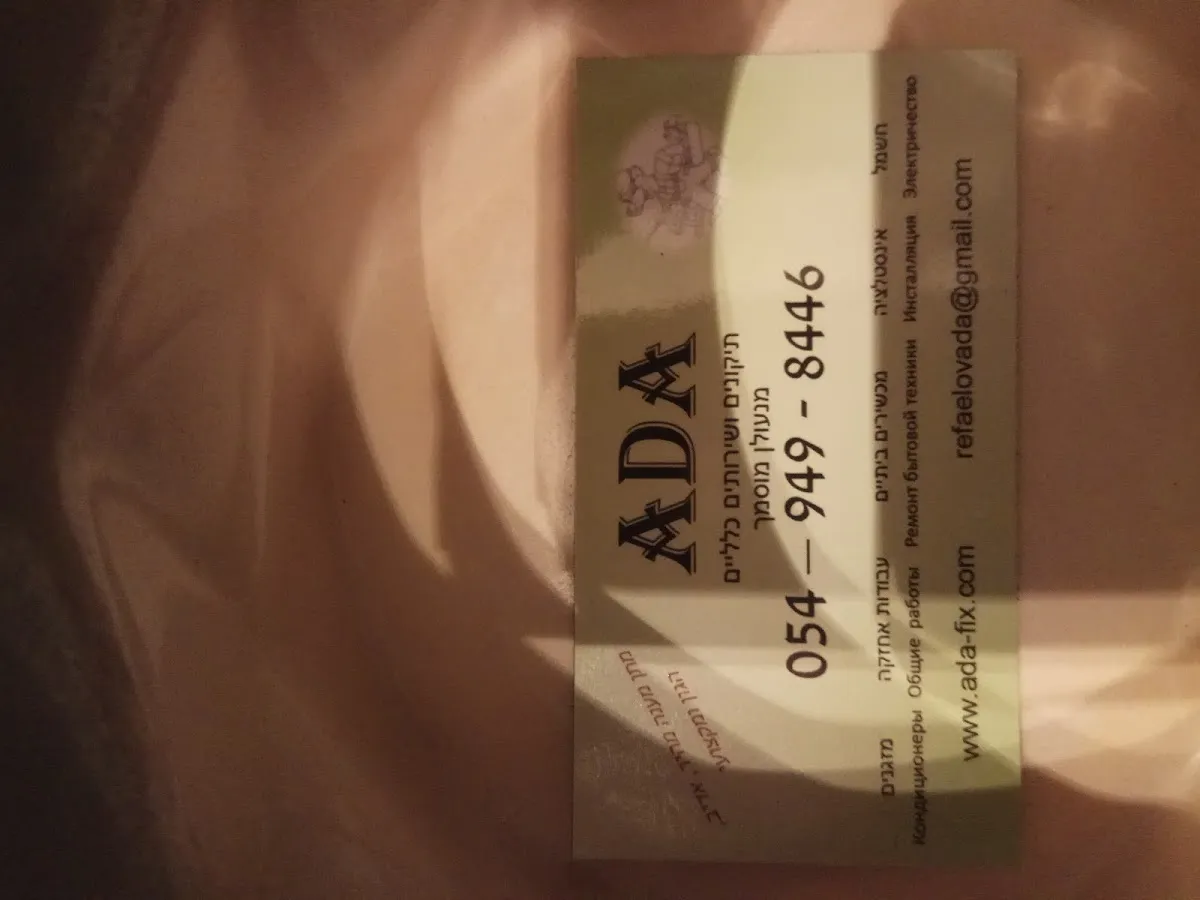 ADA
תיקונים ושירותים כלליים
מנעולן מוסמך
054 – 949 - 8446
מזגנים עבודות אחזקה מכשירים ביתיים אינסטלציה חשמל
Кондиционеры Общие работы Ремонт бытовой техники Инсталляция Электричество
www.ada-fix.com refaelovada@gmail.com